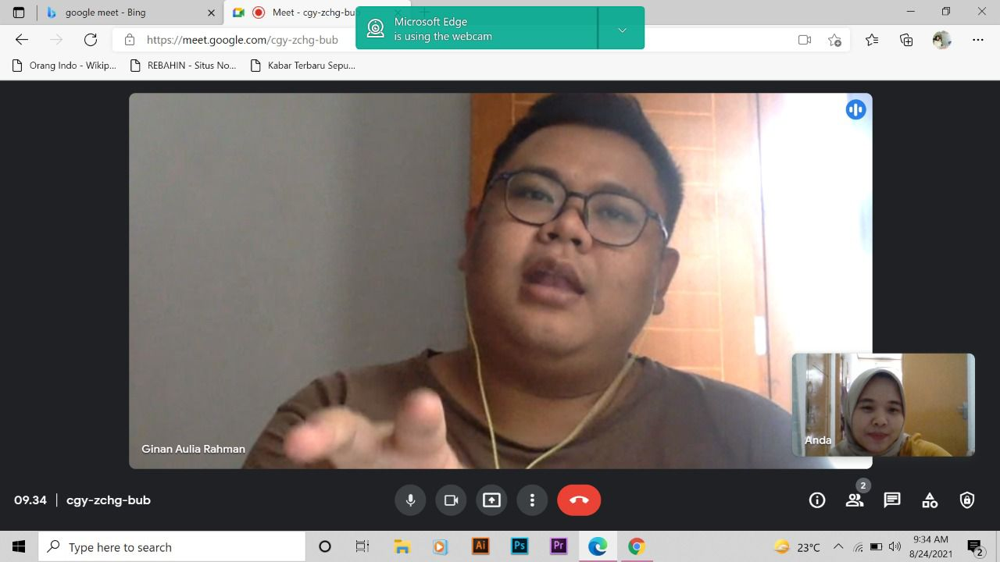 google meet - Bing
Meet - cgy-zchg-bu
Microsoft Edge
is using the webcam
https://meet.google.com/cgy-zchg-bub
Orang Indo - Wikip...
REBAHIN - Situs No...
Kabar Terbaru Sepu...
Ginan Aulia Rahman
Anda
09.34 | cgy-zchg-bub
2
Type here to search
Ai
Ps
Pr
23°C
9:34 AM
8/24/2021
2